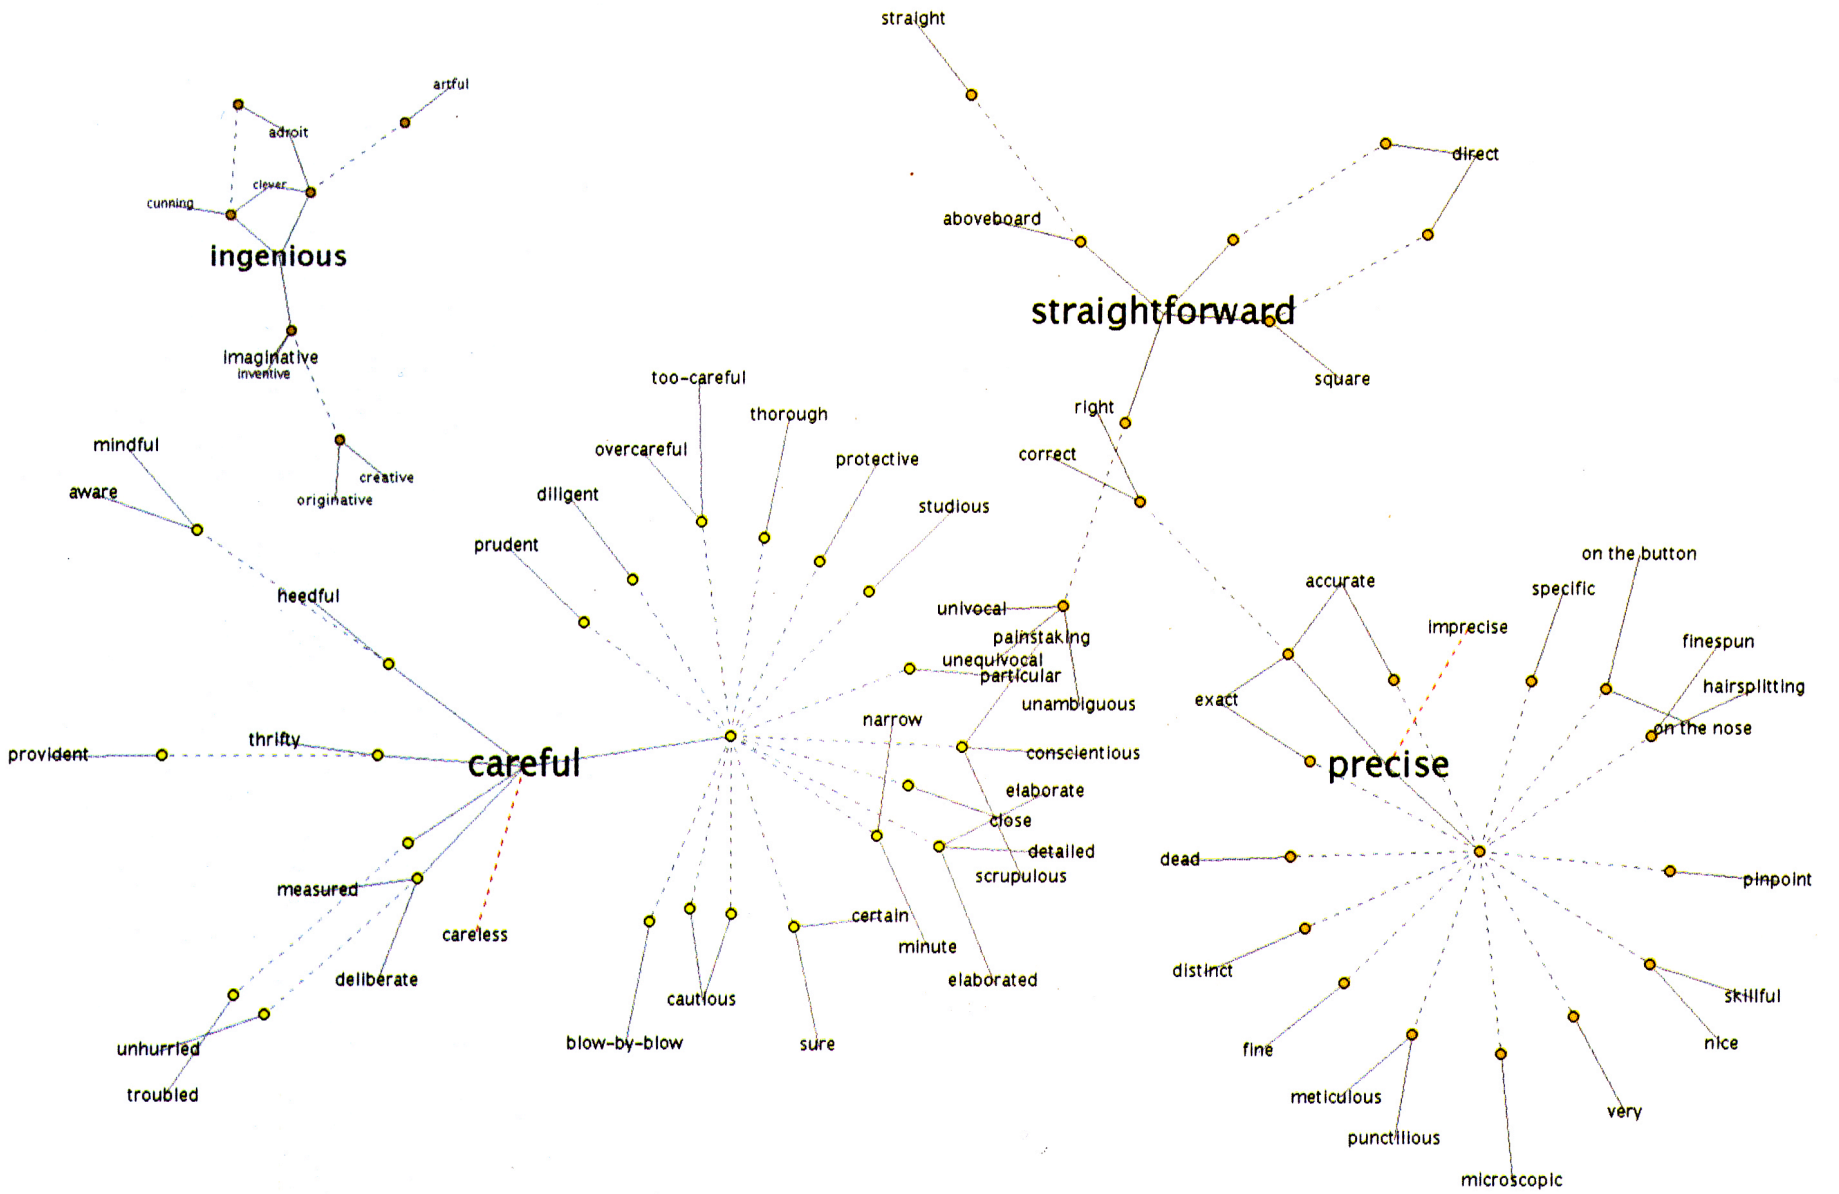 straight
artful
adroit
direct
clever
cunning
aboveboard
ingenious
straightforward
imaginative
inventive
too-careful
square
right
thorough
mindful
overcareful
correct
protective
creative
aware
originative
diligent
studious
prudent
on the button
accurate
specific
heedful
univocal
imprecise
painstaking
finespun
unequivocal
particular
hairsplitting
exact
unambiguous
narrow
on the nose
thrifty
provident
conscientious
careful
precise
elaborate
close
detailed
dead
scrupulous
pinpoint
measured
certain
careless
minute
distinct
deliberate
elaborated
skillful
cautious
blow-by-blow
sure
nice
unhurried
fine
troubled
meticulous
very
punctilious
microscopic